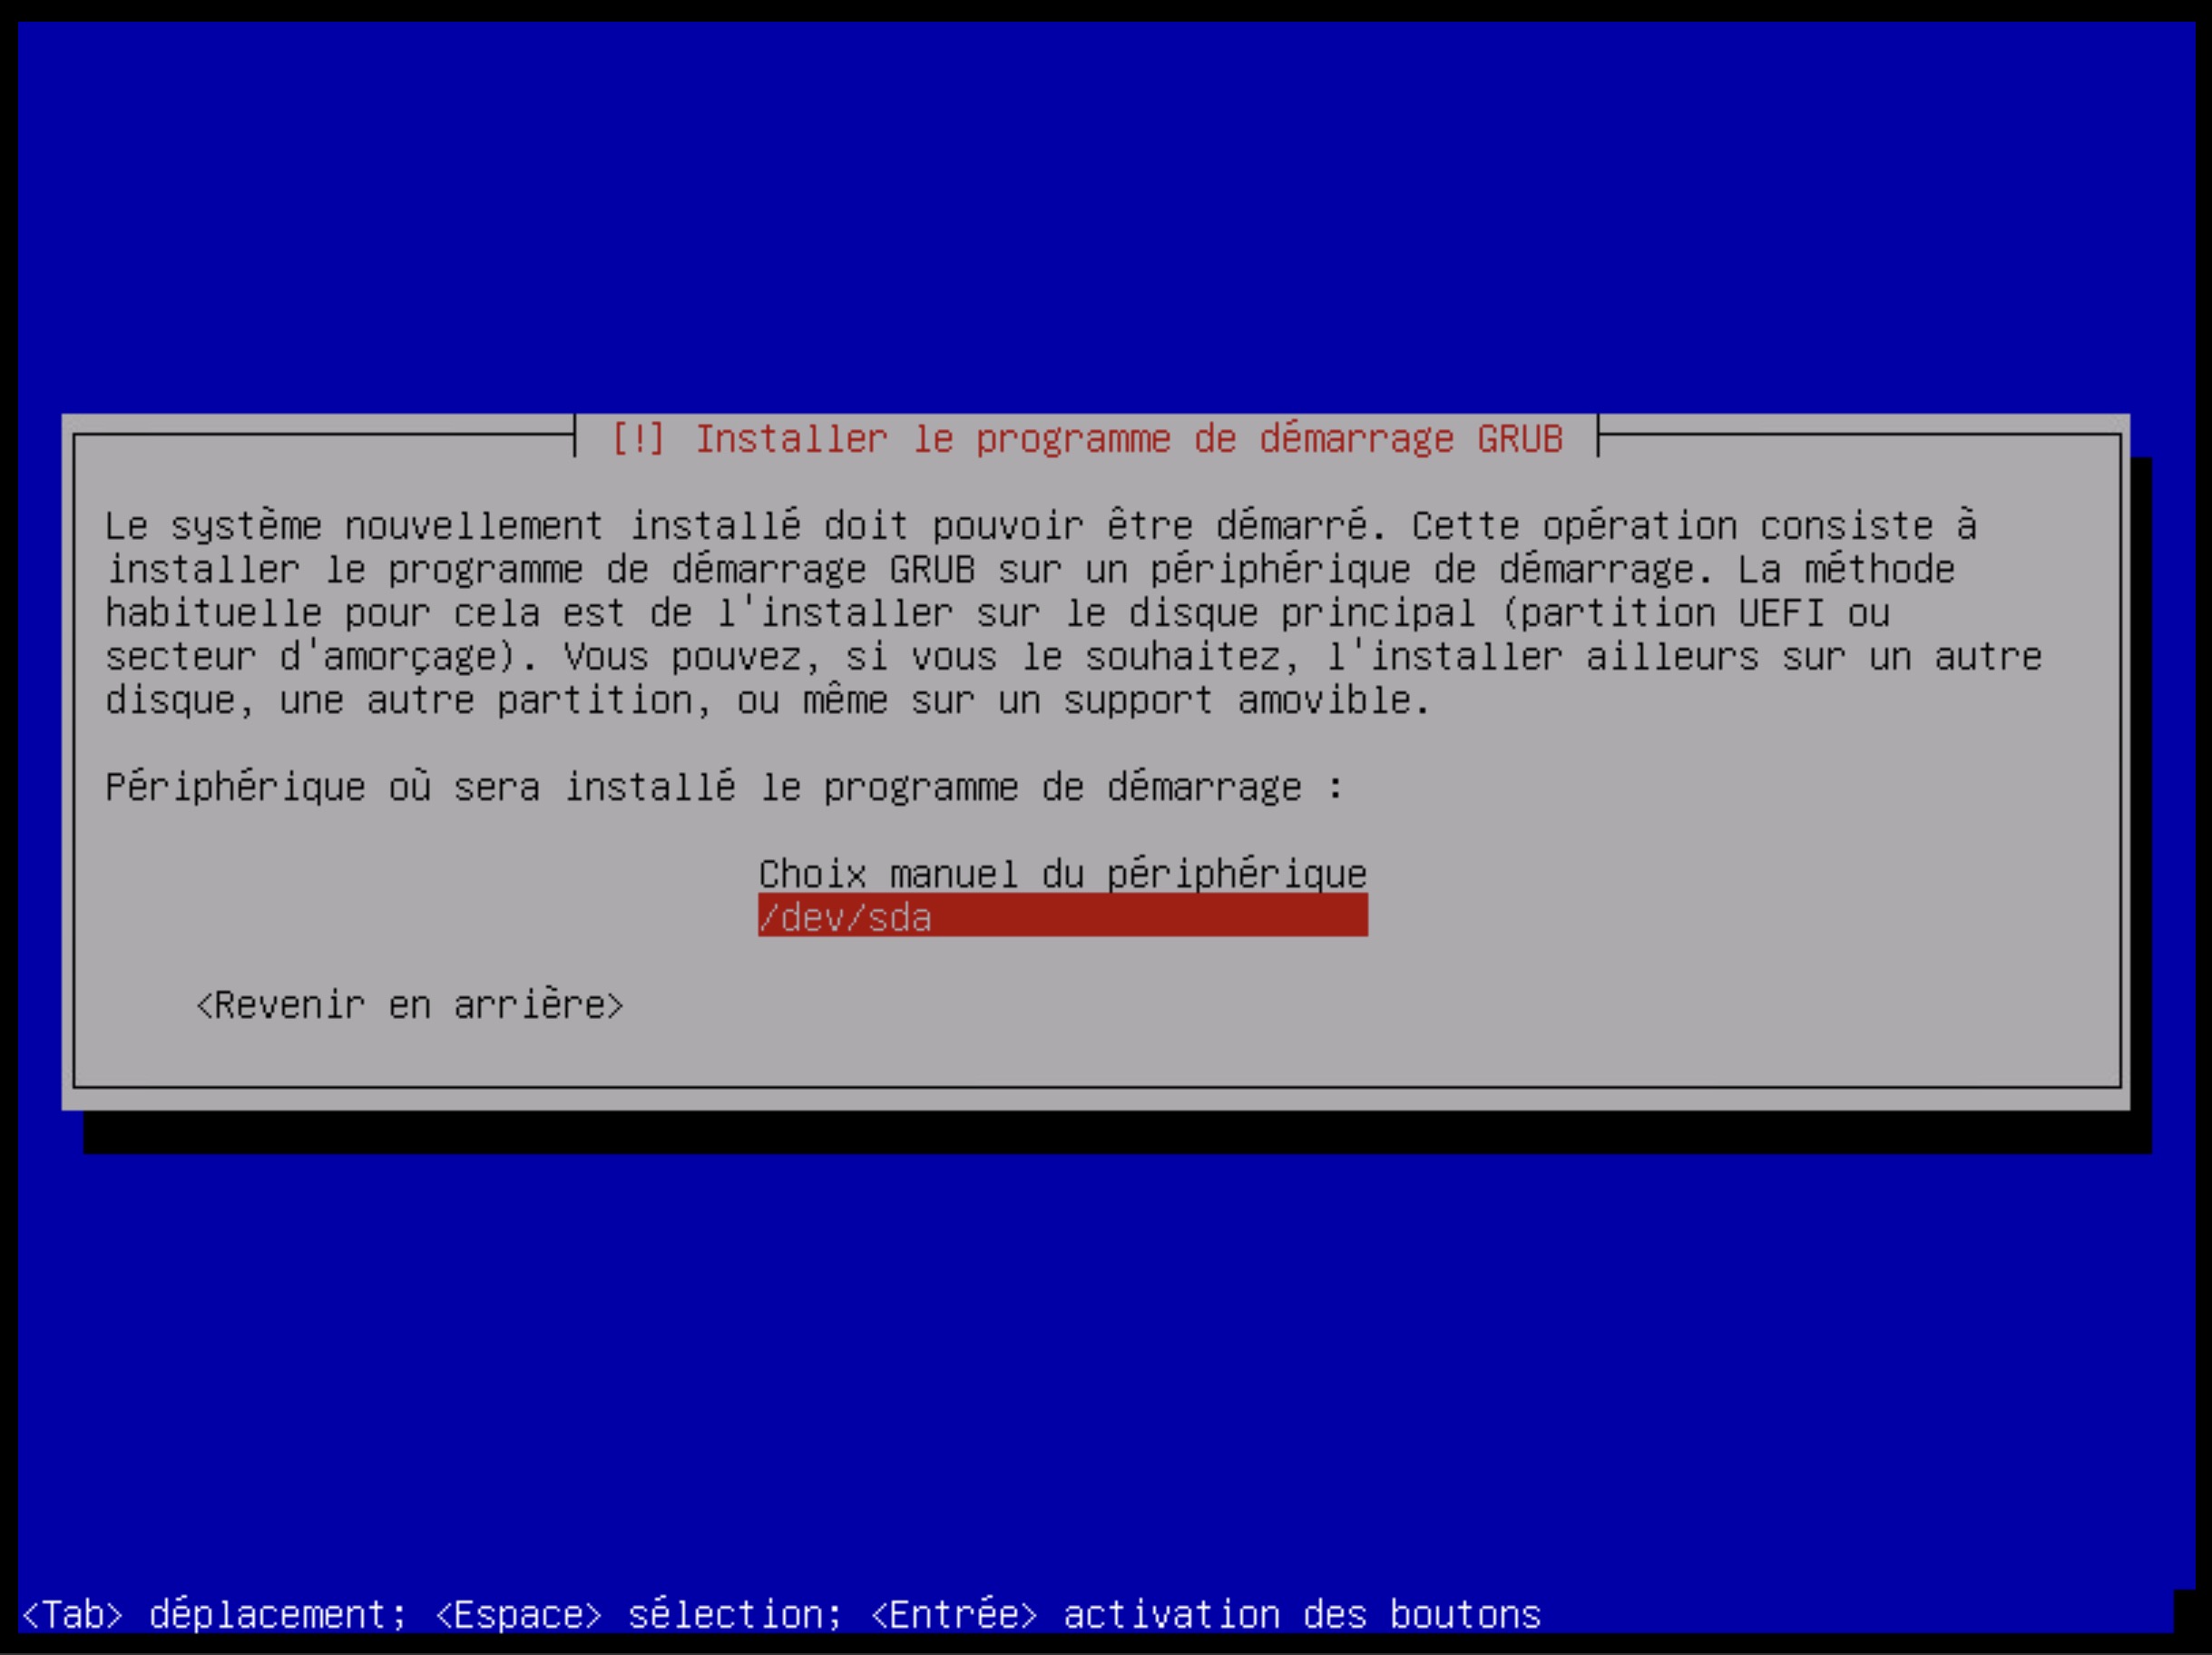 [!] Installer le programme de démarrage GRUB
Le système nouvellement installé doit pouvoir être démarré. Cette opération consiste à
installer le programme de démarrage GRUB sur un périphérique de démarrage. La méthode
habituelle pour cela est de l'installer sur le disque principal (partition UEFI ou
secteur d'amorçage). Vous pouvez, si vous le souhaitez, l'installer ailleurs sur un autre
disque, une autre partition, ou même sur un support amovible.
Périphérique où sera installé le programme de démarrage :
Choix manuel du périphérique
/dev/sda
<Revenir en arrière>
<Tab> déplacement; <Espace> sélection; <Entrée> activation des boutons